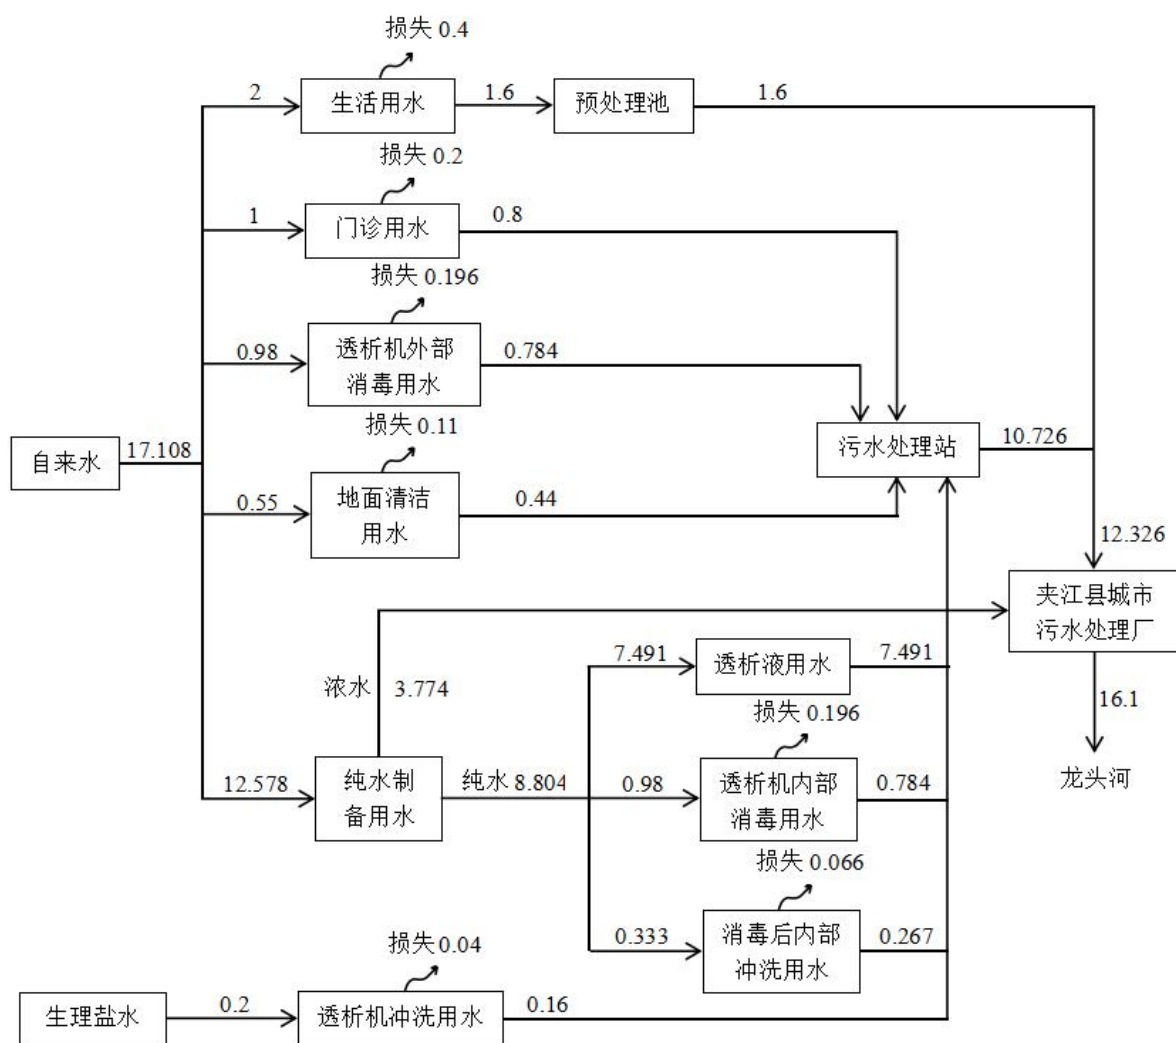 损失 0.4
2
生活用水
1.6
预处理池
1.6
损失 0.2
1
门诊用水
0.8
损失 0.196
0.98
透析机外部
消毒用水
0.784
损失 0.11
自来水
17.108
污水处理站
10.726
0.55
地面清洁
用水
0.44
12.326
夹江县城市
污水处理厂
浓水
3.774
7.491
透析液用水
7.491
16.1
龙头河
损失 0.196
12.578
纯水制
备用水
纯水 8.804
0.98
透析机内部
消毒用水
0.784
损失 0.066
0.333
消毒后内部
冲洗用水
0.267
损失 0.04
生理盐水
0.2
透析机冲洗用水
0.16